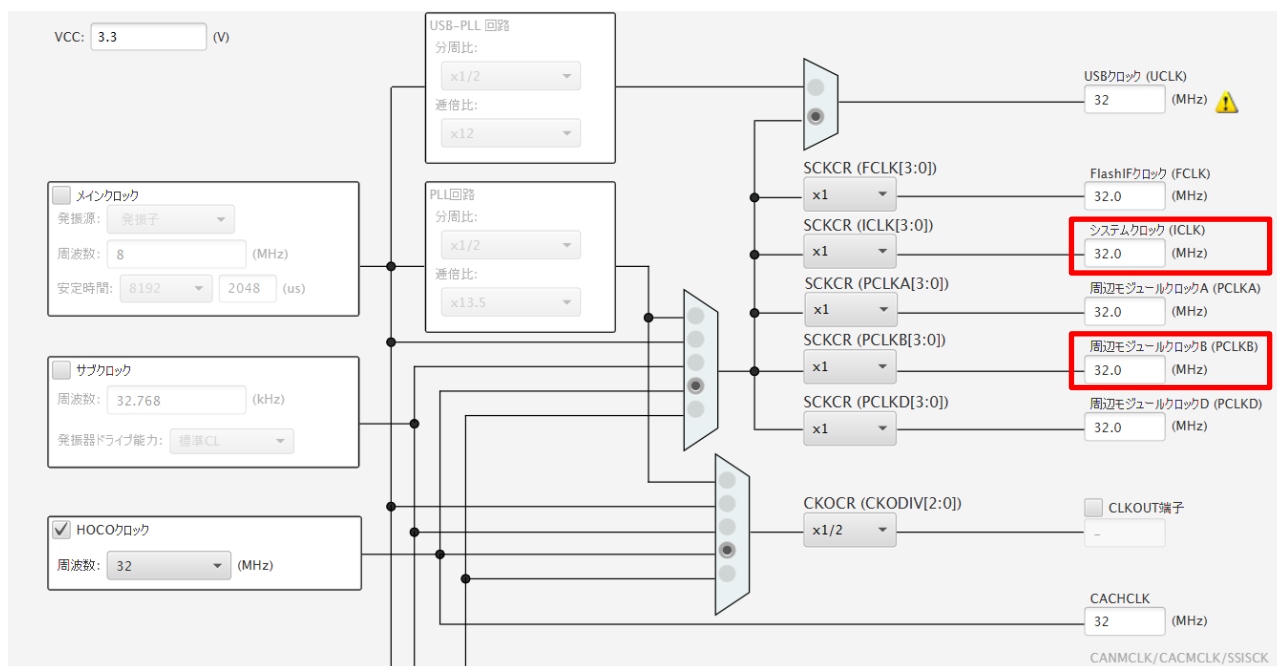 VCC: 3.3 (V)
USB-PLL 回路
分周比:
x1/2
逓倍比:
x12
USBクロック (UCLK)
32 (MHz)
メインクロック
発振源: 発振子
周波数: 8 (MHz)
安定時間: 8192 2048 (us)
PLL回路
分周比:
x1/2
逓倍比:
x13.5
SCKCR (FCLK[3:0])
x1
FlashIFクロック (FCLK)
32.0 (MHz)
SCKCR (ICLK[3:0])
x1
システムクロック (ICLK)
32.0 (MHz)
SCKCR (PCLKA[3:0])
x1
周辺モジュールクロックA (PCLKA)
32.0 (MHz)
SCKCR (PCLKB[3:0])
x1
周辺モジュールクロックB (PCLKB)
32.0 (MHz)
SCKCR (PCLKD[3:0])
x1
周辺モジュールクロックD (PCLKD)
32.0 (MHz)
サブクロック
周波数: 32.768 (kHz)
発振器ドライブ能力: 標準CL
HOCOクロック
周波数: 32 (MHz)
CKOCR (CKODIV[2:0])
x1/2
CLKOUT端子
-
CACHCLK
32 (MHz)
CANMCLK/CACMCLK/SSISCK